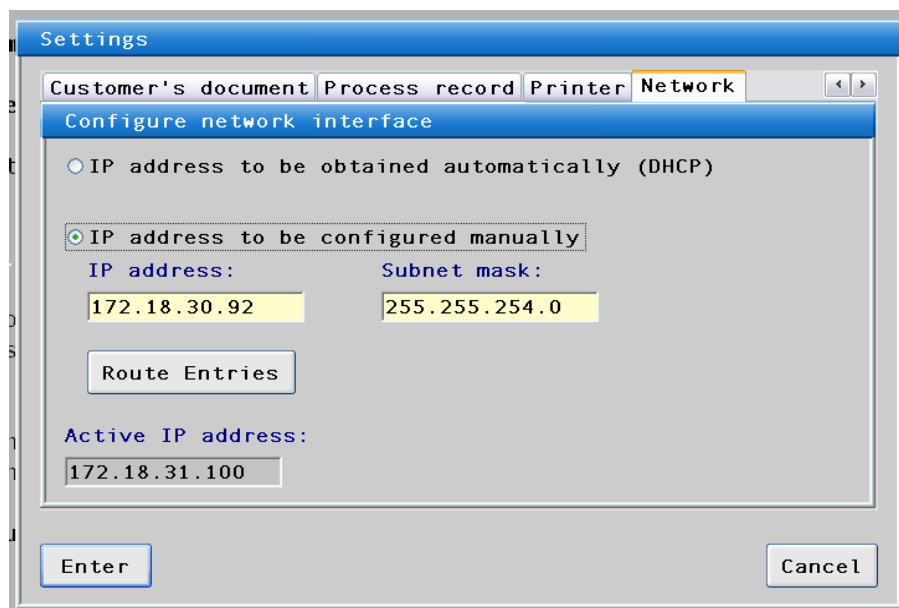 Settings
Customer's document Process record Printer Network
Configure network interface
IP address to be obtained automatically (DHCP)
IP address to be configured manually
IP address: Subnet mask:
172.18.30.92 255.255.254.0
Route Entries
Active IP address:
172.18.31.100
Enter Cancel